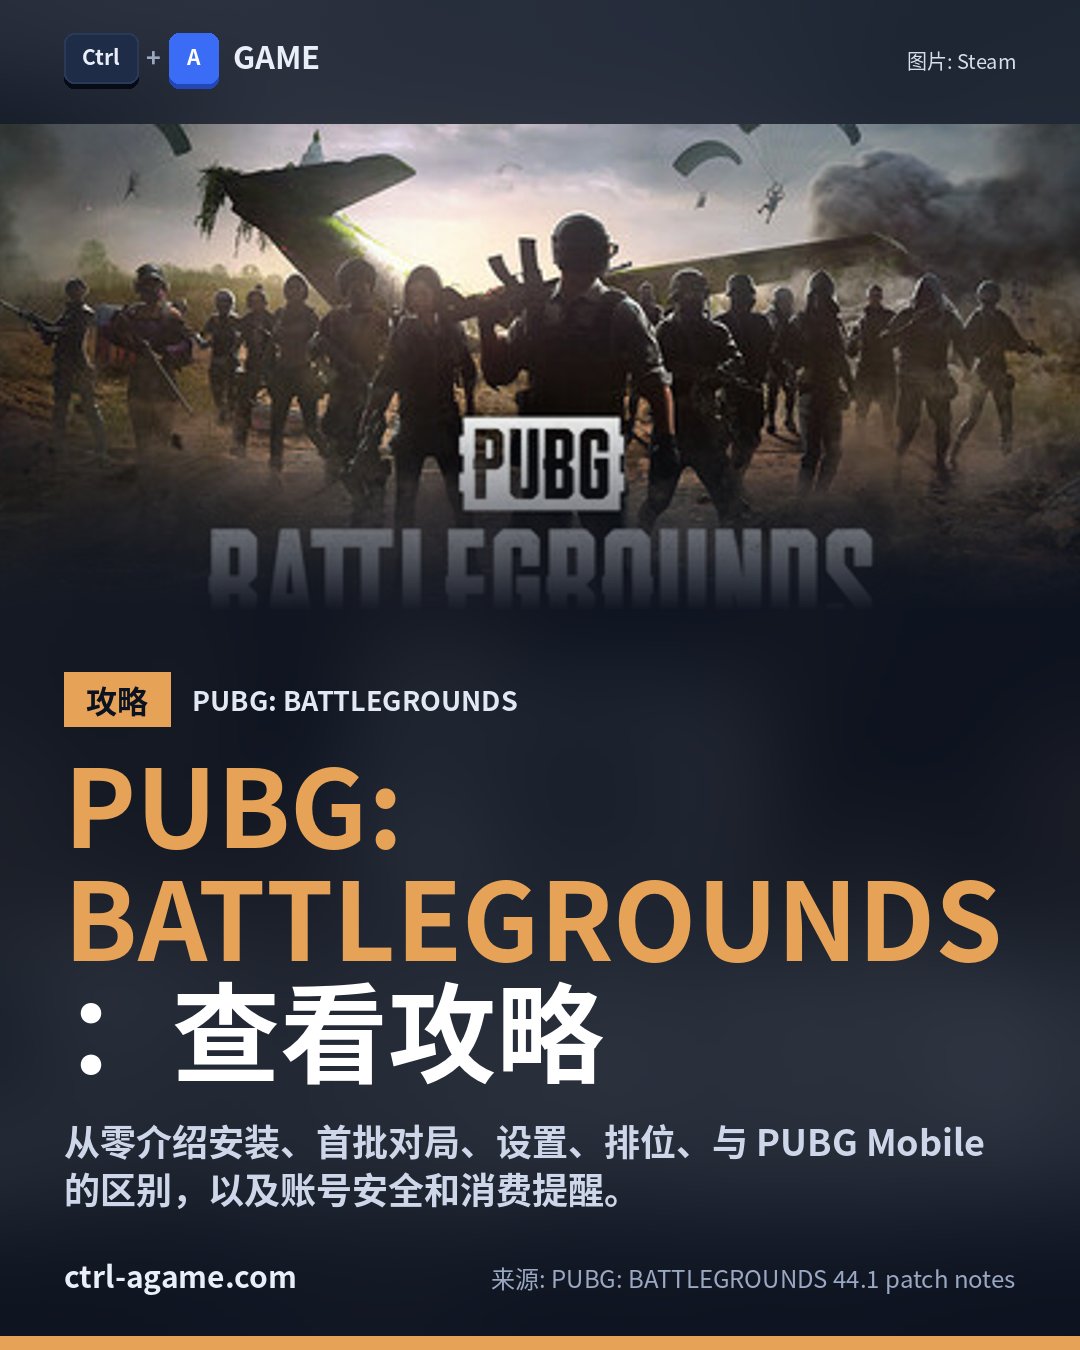 Ctrl + A GAME
图片: Steam
PUBG
BATTLEGROUNDS
攻略 PUBG: BATTLEGROUNDS
PUBG:
BATTLEGROUNDS
：查看攻略
从零介绍安装、首批对局、设置、排位、与 PUBG Mobile
的区别，以及账号安全和消费提醒。
ctrl-agame.com
来源: PUBG: BATTLEGROUNDS 44.1 patch notes